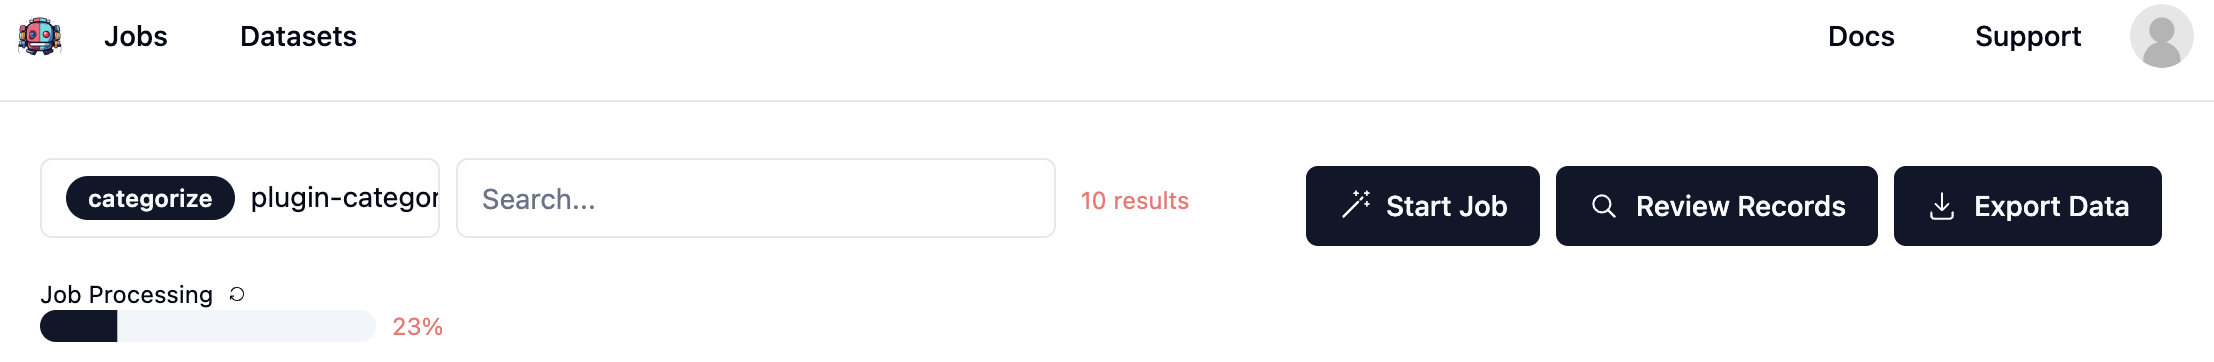 Jobs Datasets Docs Support
categorize plugin-categor Search... 10 results Start Job Review Records Export Data
Job Processing
23%